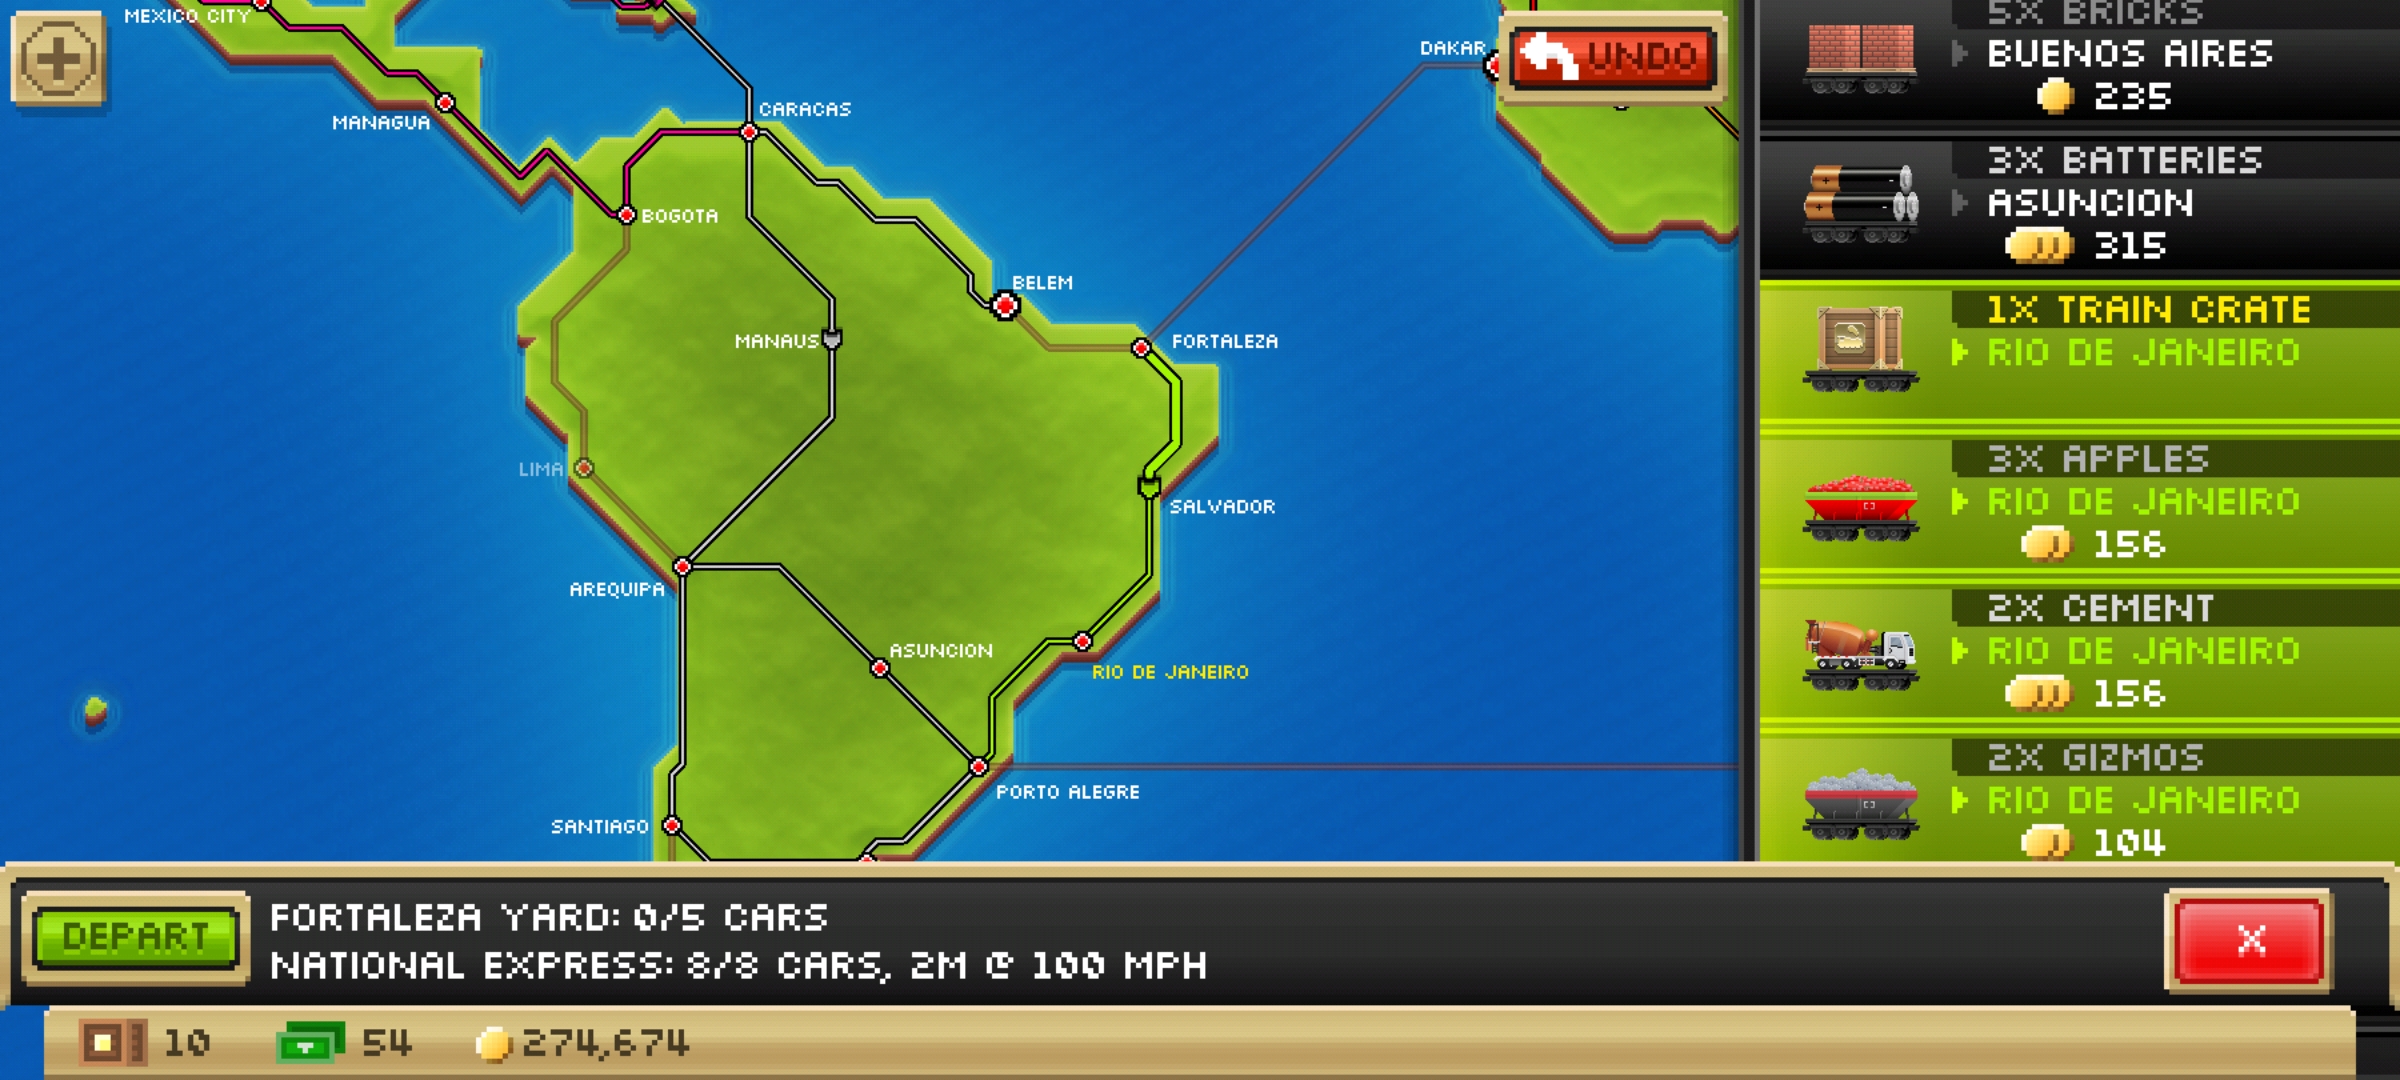 MEXICO CITY
MANAGUA
CARACAS
BOGOTA
BELEM
MANAUS
FORTALEZA
LIMA
SALVADOR
AREQUIPA
ASUNCION
RIO DE JANEIRO
PORTO ALEGRE
SANTIAGO
DAKAR
UNDO
5X BRICKS
BUENOS AIRES
235
3X BATTERIES
ASUNCION
315
1X TRAIN CRATE
RIO DE JANEIRO
3X APPLES
RIO DE JANEIRO
156
2X CEMENT
RIO DE JANEIRO
156
2X GIZMOS
RIO DE JANEIRO
104
DEPART
FORTALEZA YARD: 0/5 CARS
NATIONAL EXPRESS: 8/8 CARS, 2M @ 100 MPH
X
10
54
274,674